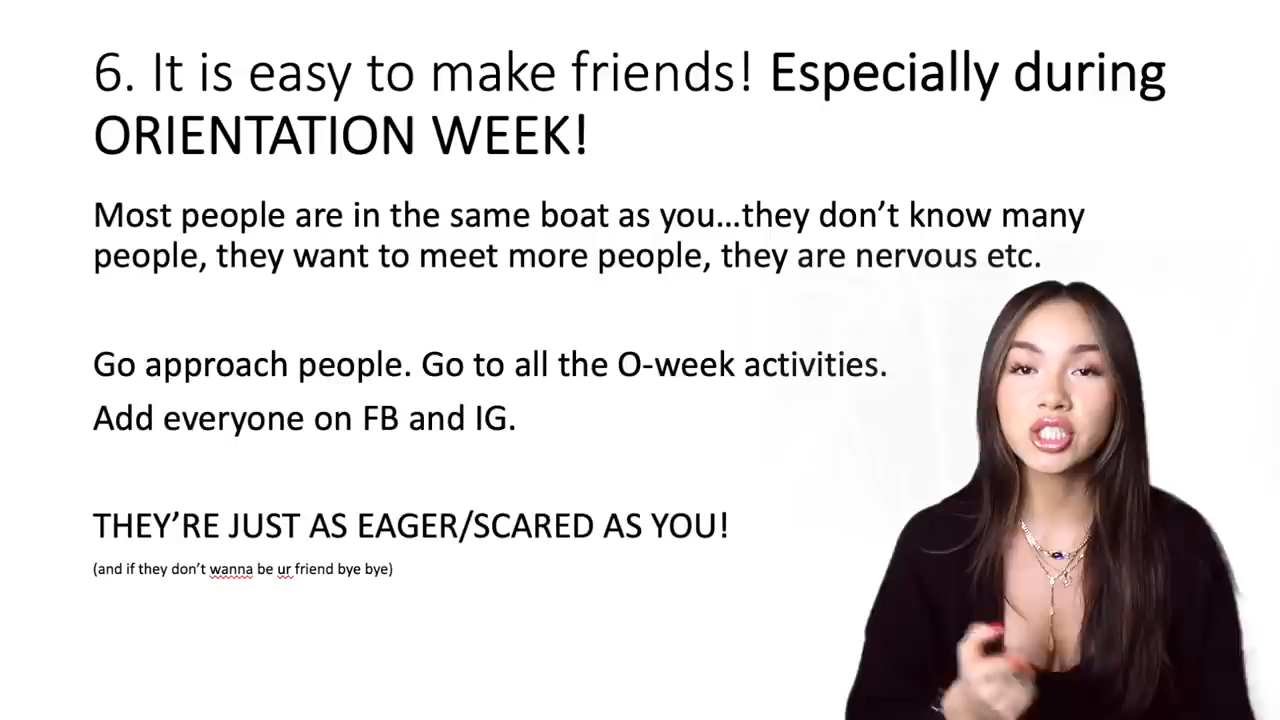 6. It is easy to make friends! Especially during
ORIENTATION WEEK!
Most people are in the same boat as you...they don't know many
people, they want to meet more people, they are nervous etc.
Go approach people. Go to all the O-week activities.
Add everyone on FB and IG.
THEY'RE JUST AS EAGER/SCARED AS YOU!
(and if they don't wanna be ur friend bye bye)